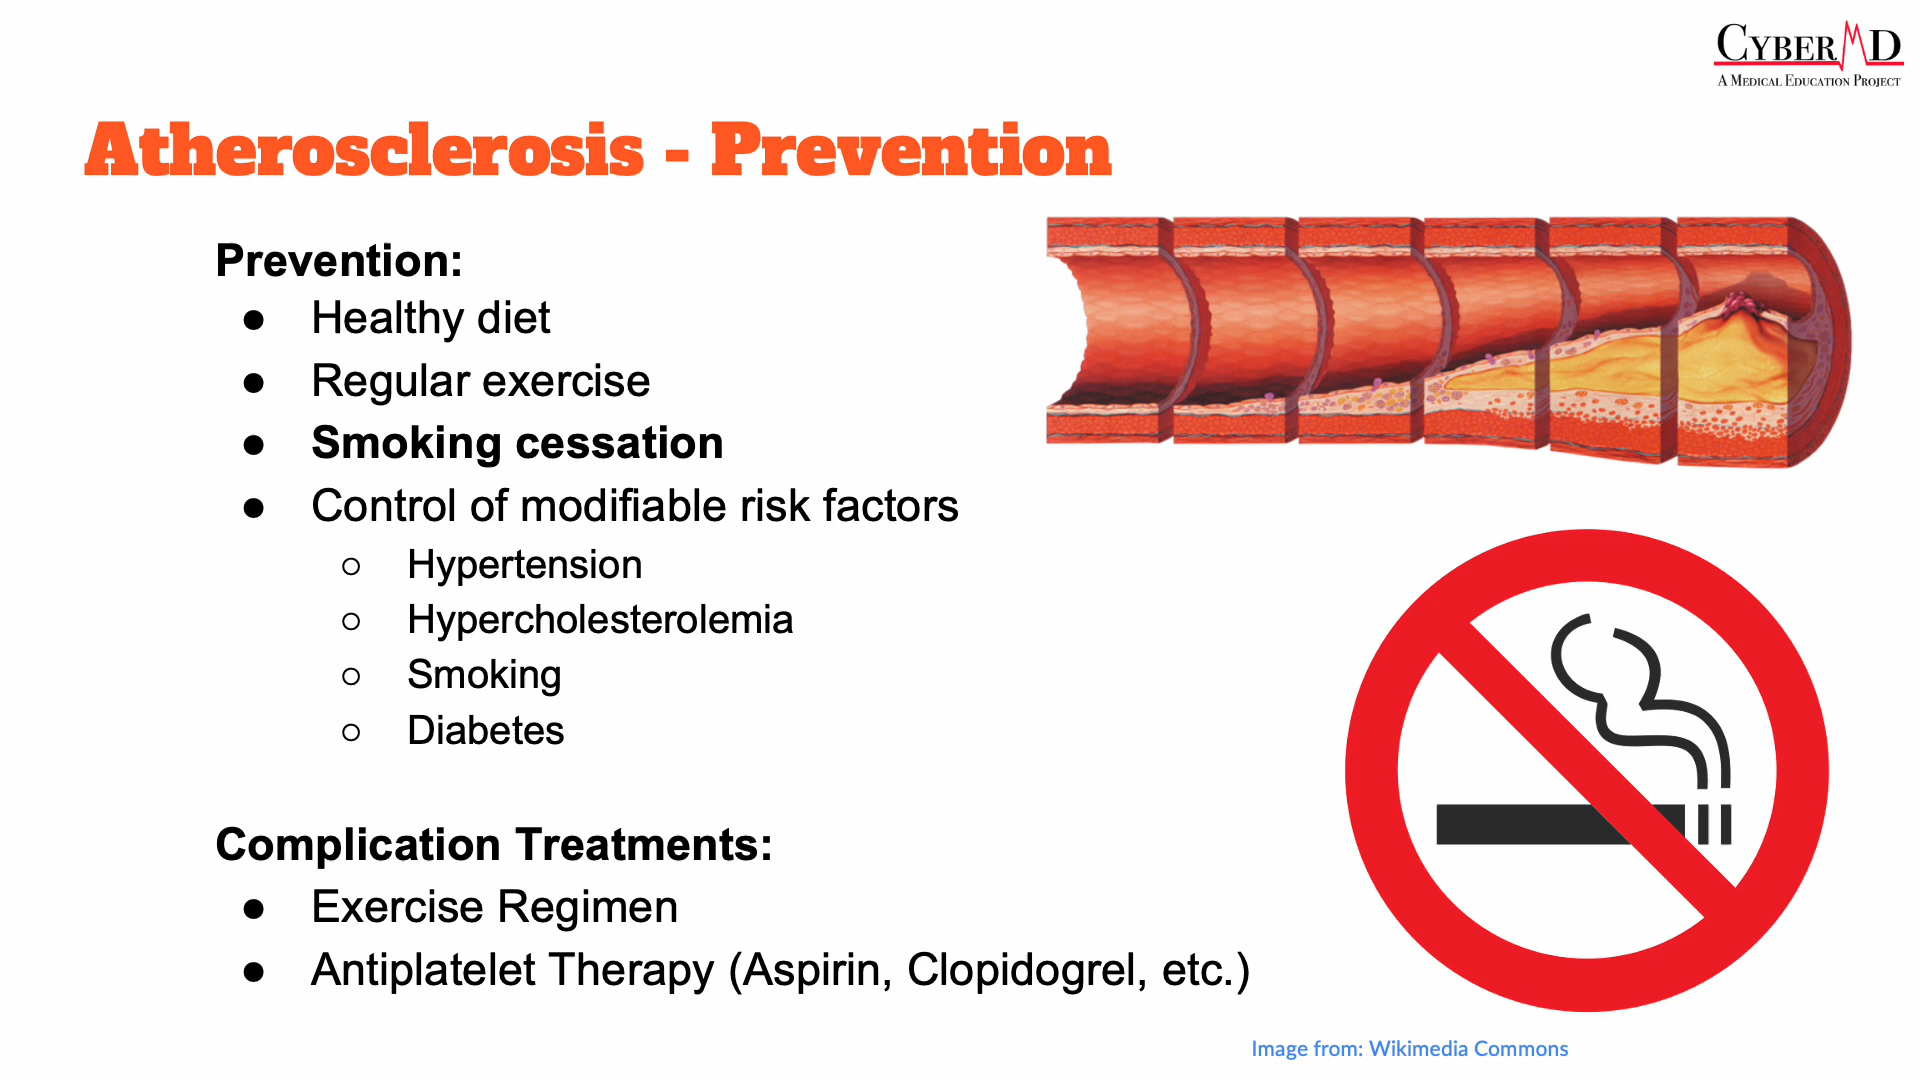 CYBERMD
A MEDICAL EDUCATION PROJECT
Atherosclerosis - Prevention
Prevention:
● Healthy diet
● Regular exercise
● Smoking cessation
● Control of modifiable risk factors
○ Hypertension
○ Hypercholesterolemia
○ Smoking
○ Diabetes
Complication Treatments:
● Exercise Regimen
● Antiplatelet Therapy (Aspirin, Clopidogrel, etc.)
Image from: Wikimedia Commons